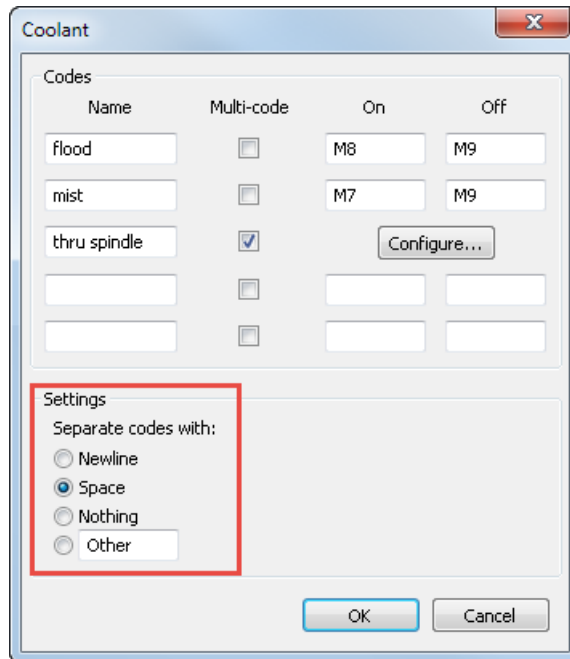 Coolant
Codes
Name Multi-code On Off
flood M8 M9
mist M7 M9
thru spindle Configure...
Settings
Separate codes with:
Newline
Space
Nothing
Other
OK Cancel